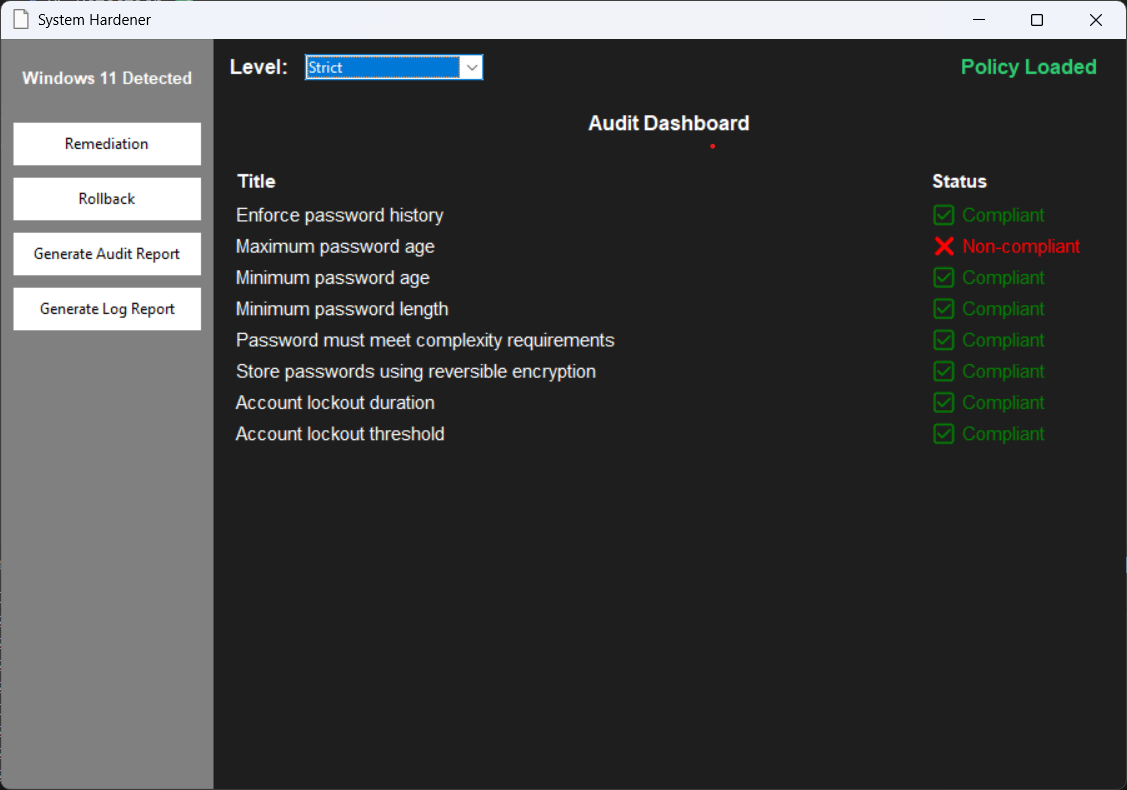 System Hardener
Windows 11 Detected
Remediation
Rollback
Generate Audit Report
Generate Log Report
Level: Strict Policy Loaded
Audit Dashboard
Title Status
Enforce password history Compliant
Maximum password age Non-compliant
Minimum password age Compliant
Minimum password length Compliant
Password must meet complexity requirements Compliant
Store passwords using reversible encryption Compliant
Account lockout duration Compliant
Account lockout threshold Compliant